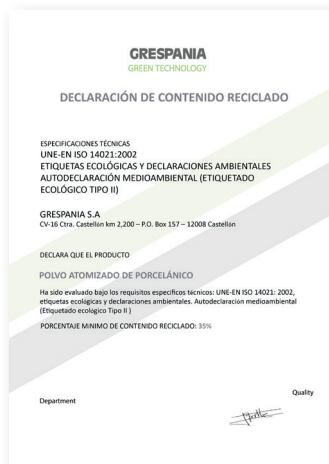 GRESPANIA
GREEN TECHNOLOGY
DECLARACIÓN DE CONTENIDO RECICLADO
ESPECIFICACIONES TÉCNICAS
UNE-EN ISO 14021:2002
ETIQUETAS ECOLÓGICAS Y DECLARACIONES AMBIENTALES
AUTODECLARACIÓN MEDIOAMBIENTAL (ETIQUETADO
ECOLÓGICO TIPO II)
GRESPANIA S.A
CV-16 Ctra. Castellón km 2,200 – P.O. Box 157 – 12008 Castellón
DECLARA QUE EL PRODUCTO
POLVO ATOMIZADO DE PORCELÁNICO
Ha sido evaluado bajo los requisitos específicos técnicos: UNE-EN ISO 14021: 2002,
etiquetas ecológicas y declaraciones ambientales. Autodeclaración medioambiental
(Etiquetado ecológico Tipo II )
PORCENTAJE MINIMO DE CONTENIDO RECICLADO: 35%
Quality
Department